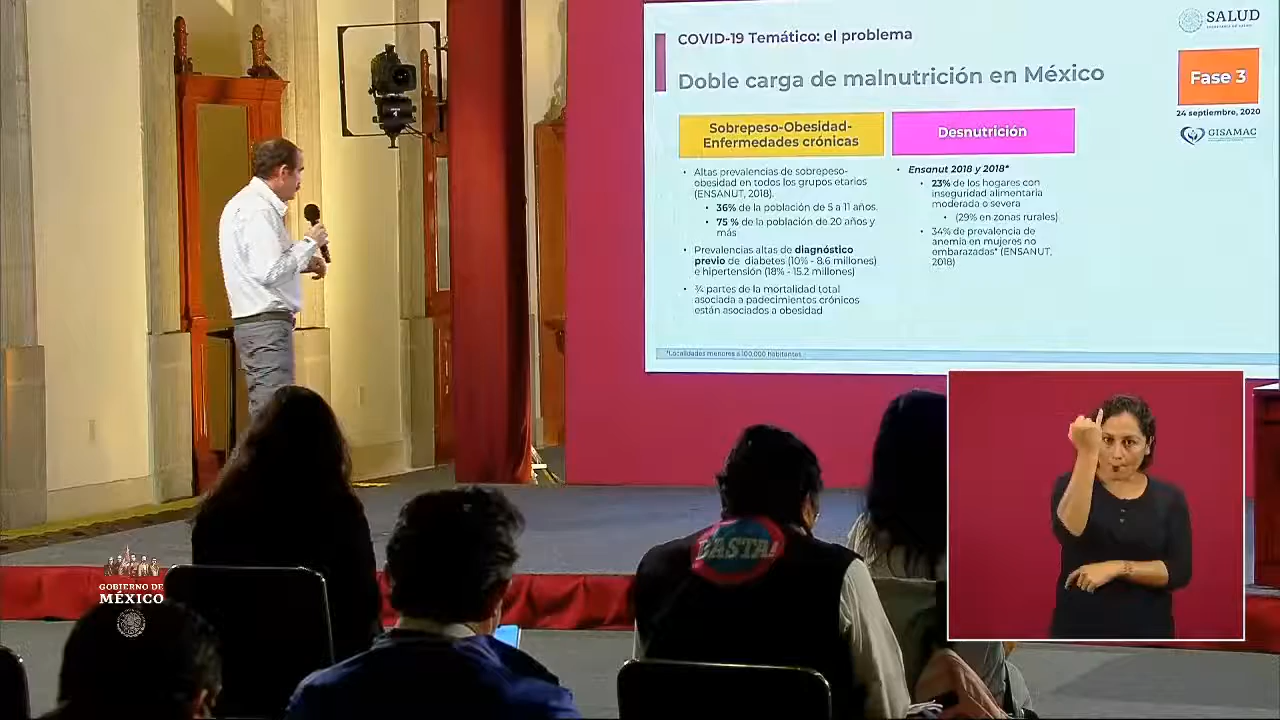 COVID-19 Temático: el problema
Doble carga de malnutrición en México
SALUD
SECRETARÍA DE SALUD
Fase 3
24 septiembre, 2020
GISAMAC
Sobrepeso-Obesidad-
Enfermedades crónicas
• Altas prevalencias de sobrepeso-
obesidad en todos los grupos etarios
(ENSANUT, 2018).
• 36% de la población de 5 a 11 años.
• 75 % de la población de 20 años y
más
• Prevalencias altas de diagnóstico
previo de diabetes (10% - 8.6 millones)
e hipertensión (18% - 15.2 millones)
• ¾ partes de la mortalidad total
asociada a padecimientos crónicos
están asociados a obesidad
Desnutrición
• Ensanut 2018 y 2018*
• 23% de los hogares con
inseguridad alimentaria
moderada o severa
• (29% en zonas rurales)
• 34% de prevalencia de
anemia en mujeres no
embarazadas* (ENSANUT,
2018)
*Localidades menores a 100,000 habitantes
BASTA!
GOBIERNO DE
MÉXICO